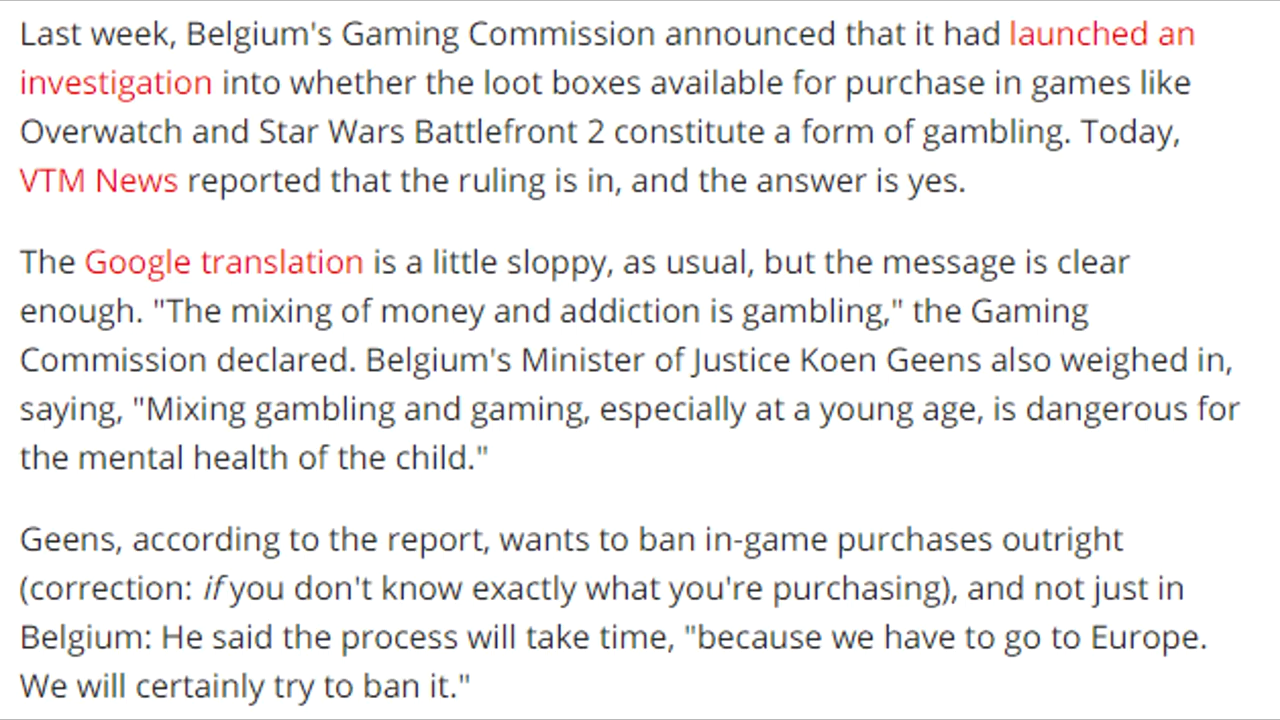 Last week, Belgium's Gaming Commission announced that it had launched an
investigation into whether the loot boxes available for purchase in games like
Overwatch and Star Wars Battlefront 2 constitute a form of gambling. Today,
VTM News reported that the ruling is in, and the answer is yes.
The Google translation is a little sloppy, as usual, but the message is clear
enough. "The mixing of money and addiction is gambling," the Gaming
Commission declared. Belgium's Minister of Justice Koen Geens also weighed in,
saying, "Mixing gambling and gaming, especially at a young age, is dangerous for
the mental health of the child."
Geens, according to the report, wants to ban in-game purchases outright
(correction: if you don't know exactly what you're purchasing), and not just in
Belgium: He said the process will take time, "because we have to go to Europe.
We will certainly try to ban it."